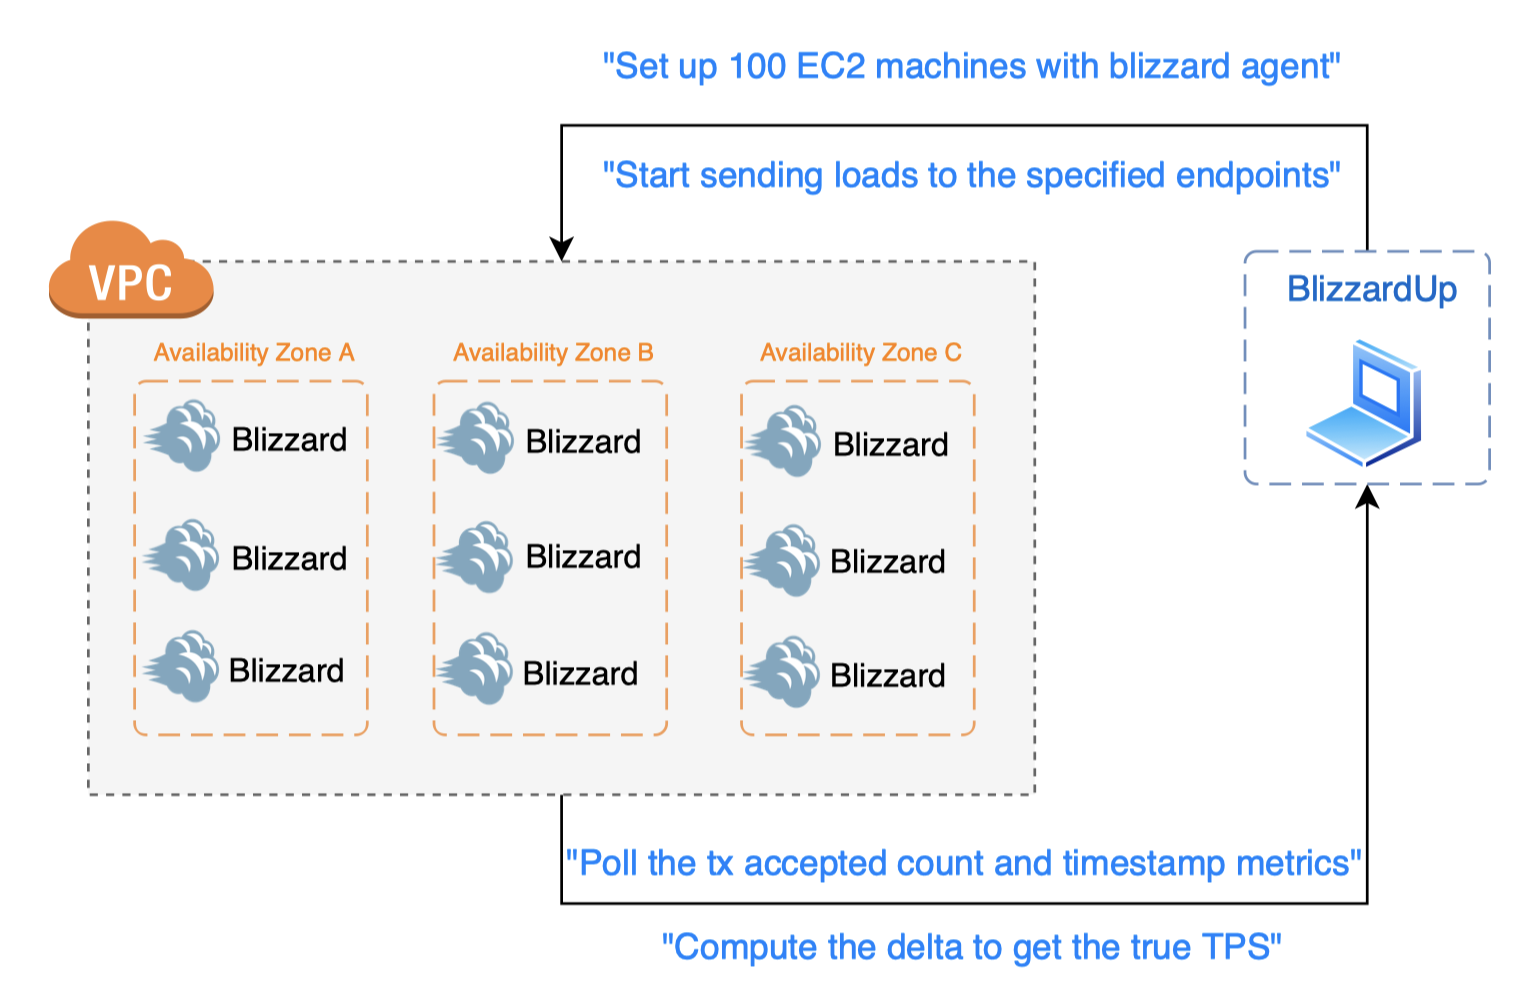 "Set up 100 EC2 machines with blizzard agent"
"Start sending loads to the specified endpoints"
VPC
BlizzardUp
Availability Zone A
Availability Zone B
Availability Zone C
Blizzard
Blizzard
Blizzard
Blizzard
Blizzard
Blizzard
Blizzard
Blizzard
Blizzard
"Poll the tx accepted count and timestamp metrics"
"Compute the delta to get the true TPS"